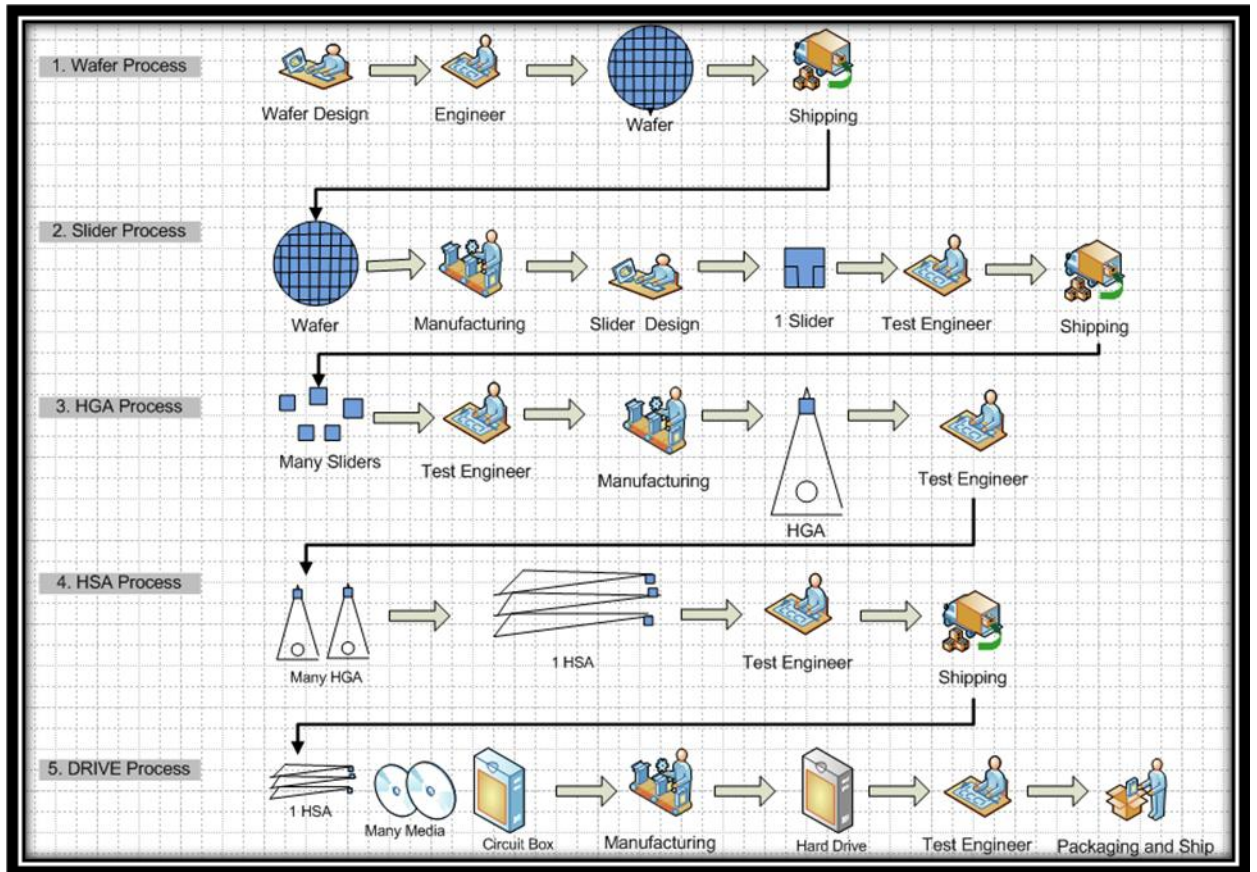 1. Wafer Process
Wafer Design
Engineer
Wafer
Shipping
2. Slider Process
Wafer
Manufacturing
Slider Design
1 Slider
Test Engineer
Shipping
3. HGA Process
Many Sliders
Test Engineer
Manufacturing
HGA
Test Engineer
4. HSA Process
Many HGA
1 HSA
Test Engineer
Shipping
5. DRIVE Process
1 HSA
Many Media
Circuit Box
Manufacturing
Hard Drive
Test Engineer
Packaging and Ship